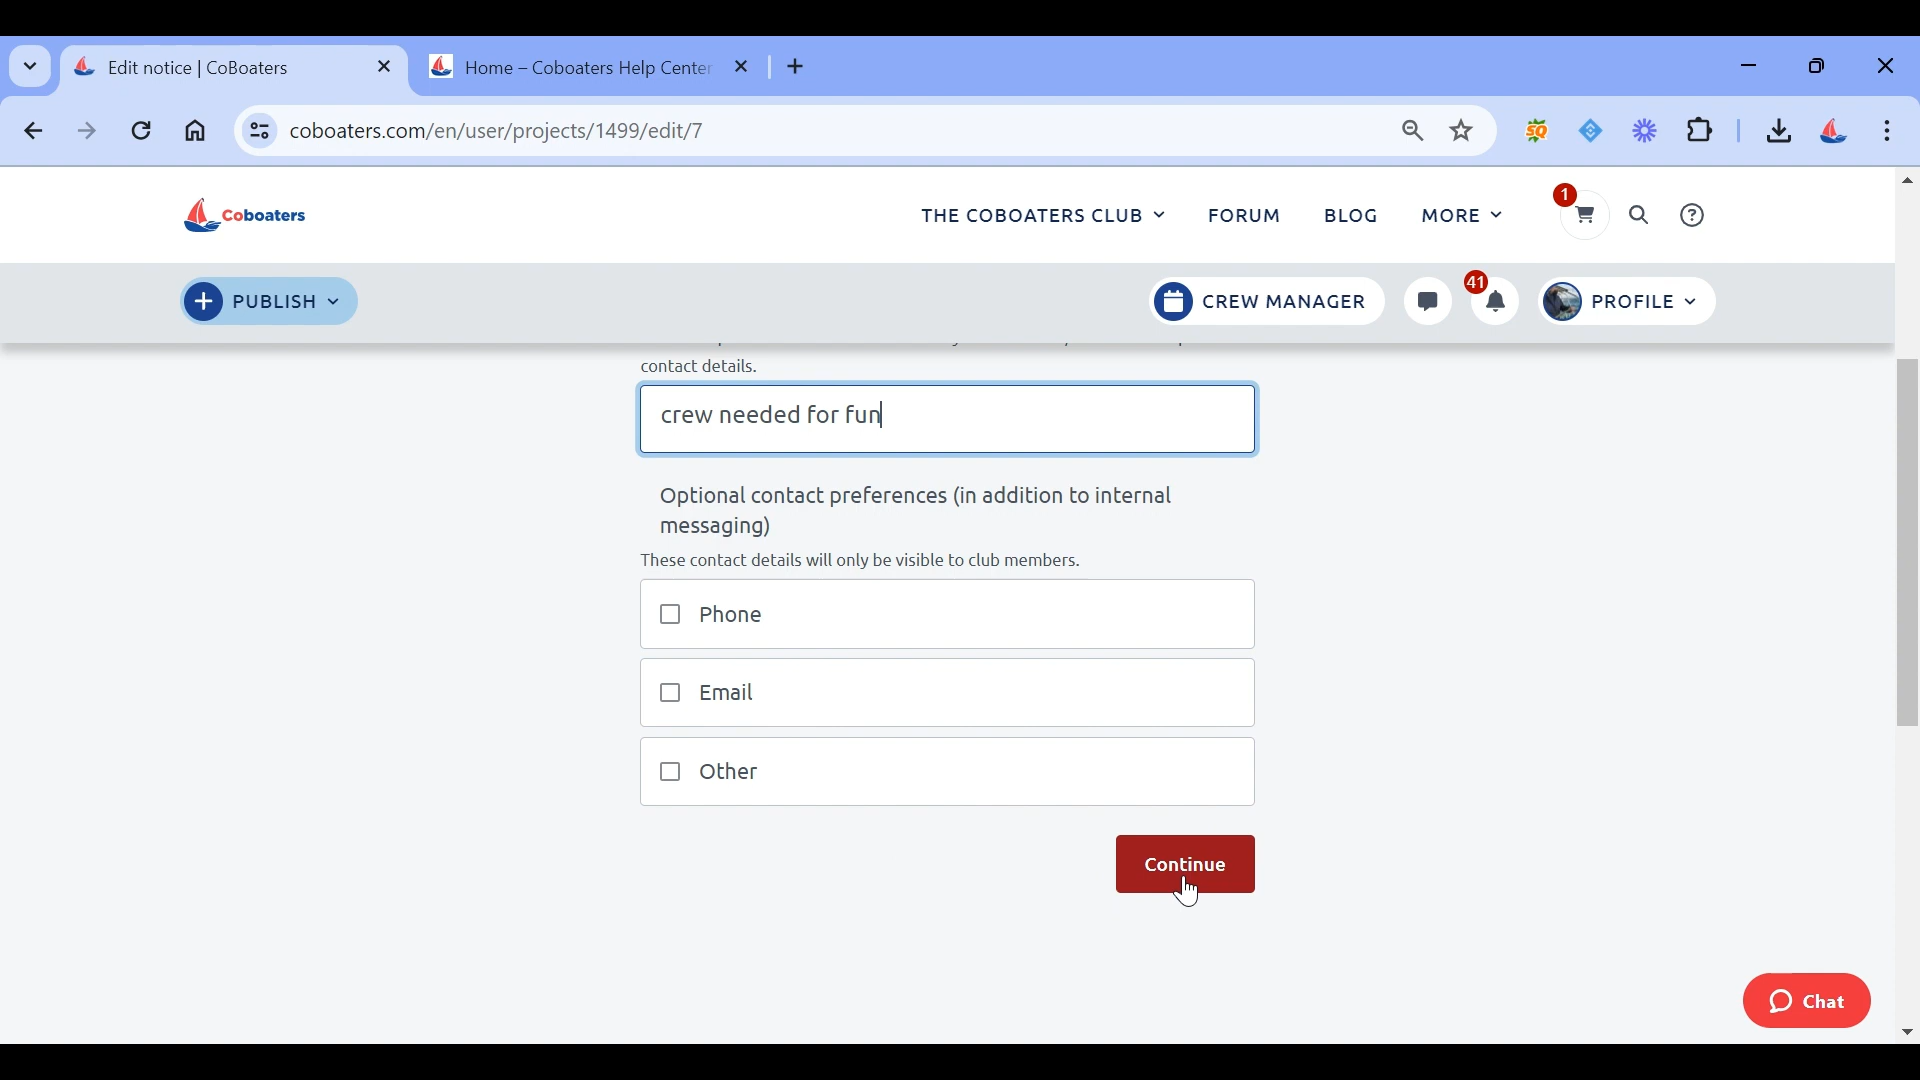 Edit notice | CoBoaters
Home – Coboaters Help Center
coboaters.com/en/user/projects/1499/edit/7
SQ
Coboaters
THE COBOATERS CLUB
FORUM
BLOG
MORE
1
PUBLISH
CREW MANAGER
41
PROFILE
contact details.
crew needed for fun
Optional contact preferences (in addition to internal
messaging)
These contact details will only be visible to club members.
Phone
Email
Other
Continue
Chat